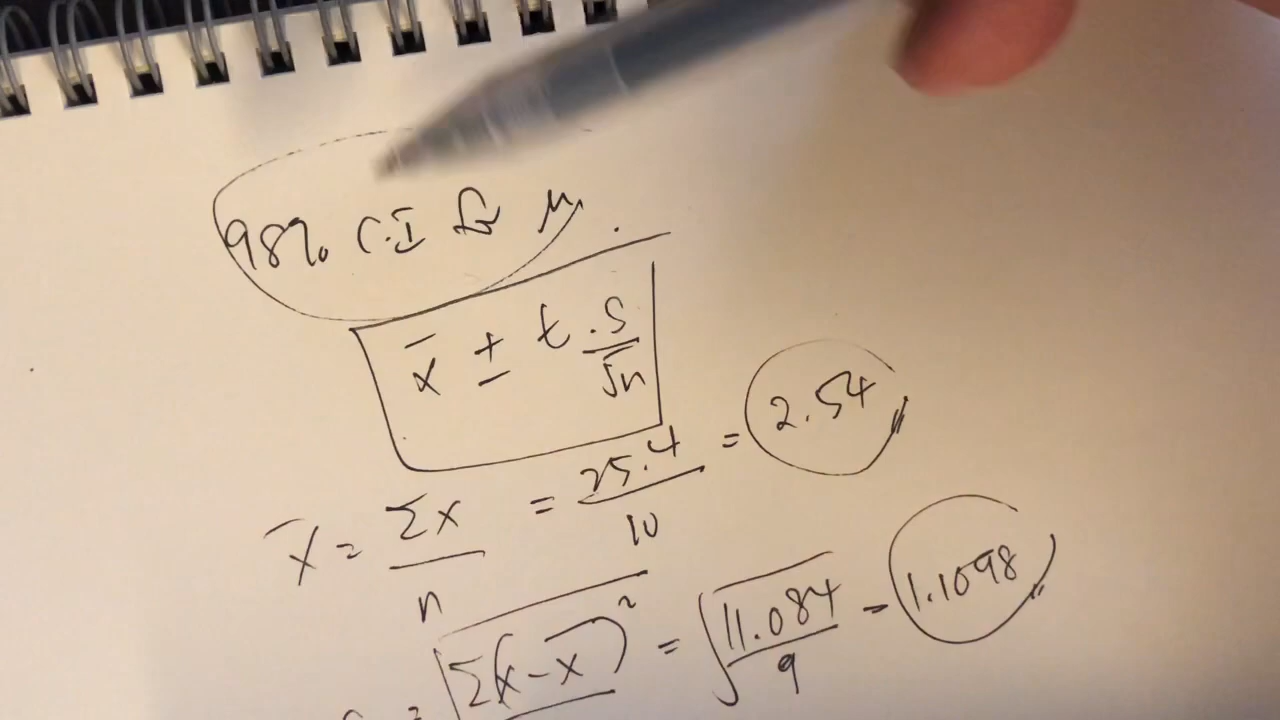 98% C.I for μ.
x̄ ± t . s/√n
x̄ = Σx/n = 25.4/10 = 2.54
= √Σ(x-x̄)² = √11.084/9 = 1.1098